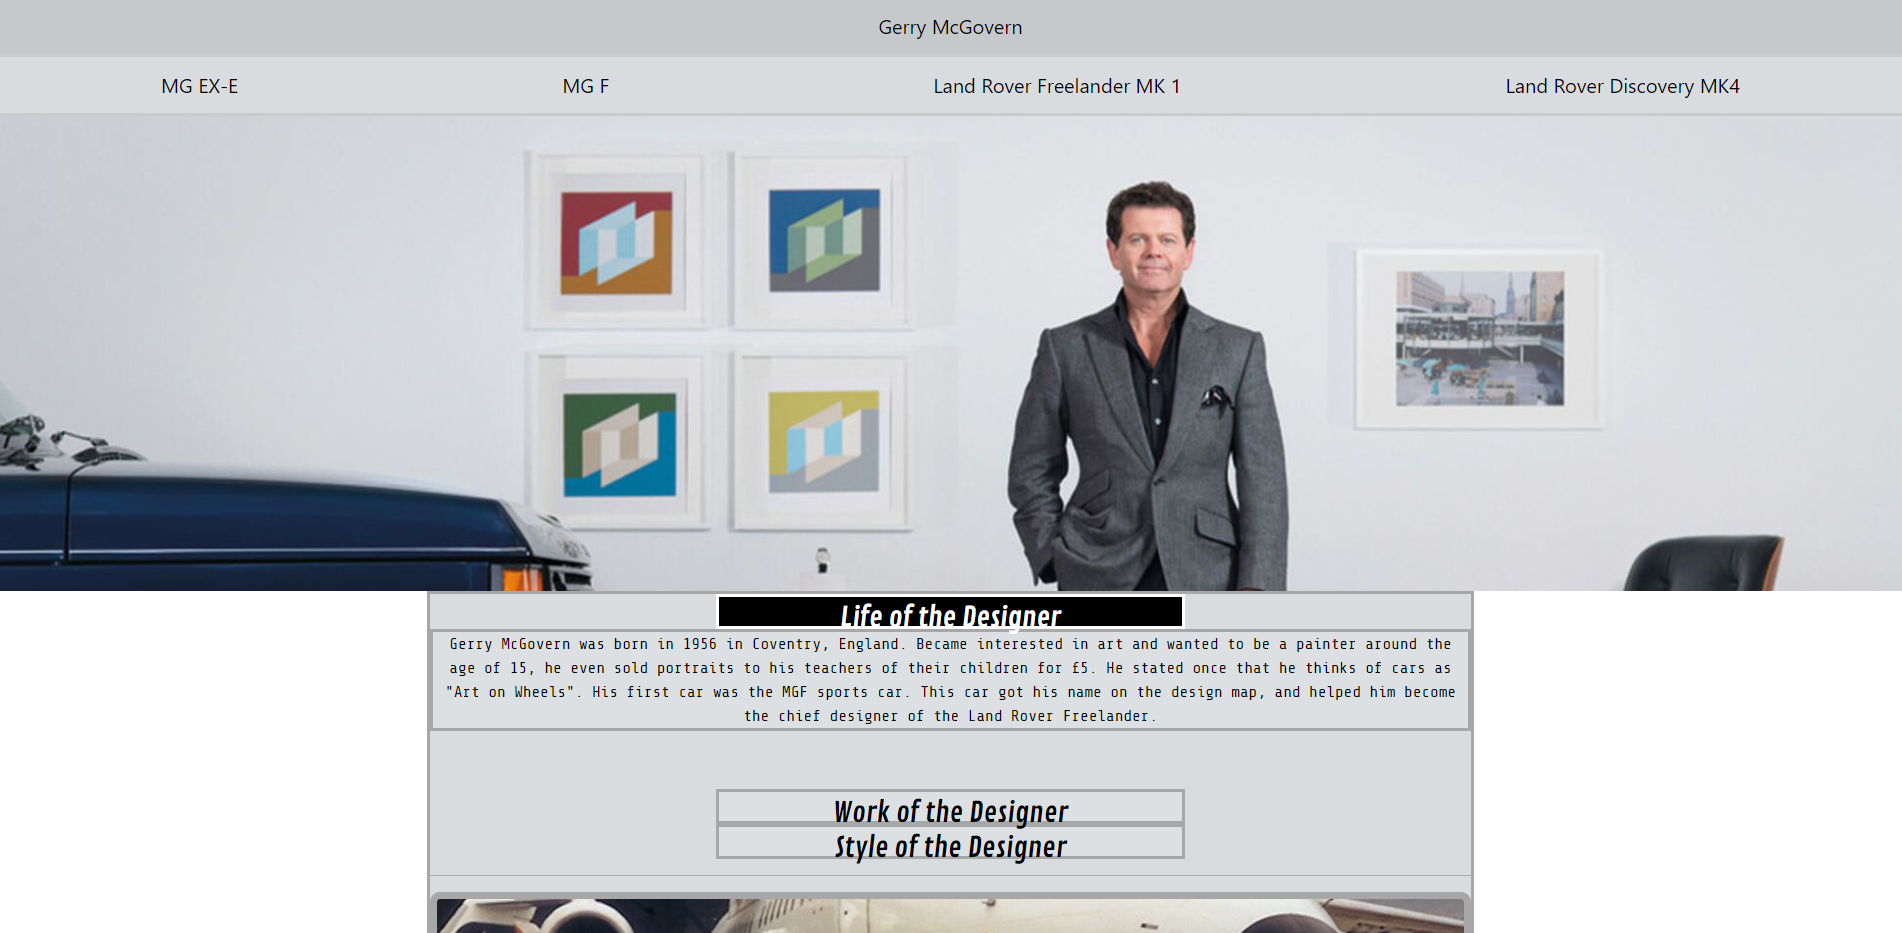 Gerry McGovern
MG EX-E MG F Land Rover Freelander MK 1 Land Rover Discovery MK4
Life of the Designer
Gerry McGovern was born in 1956 in Coventry, England. Became interested in art and wanted to be a painter around the
age of 15, he even sold portraits to his teachers of their children for £5. He stated once that he thinks of cars as
"Art on Wheels". His first car was the MGF sports car. This car got his name on the design map, and helped him become
the chief designer of the Land Rover Freelander.
Work of the Designer
Style of the Designer